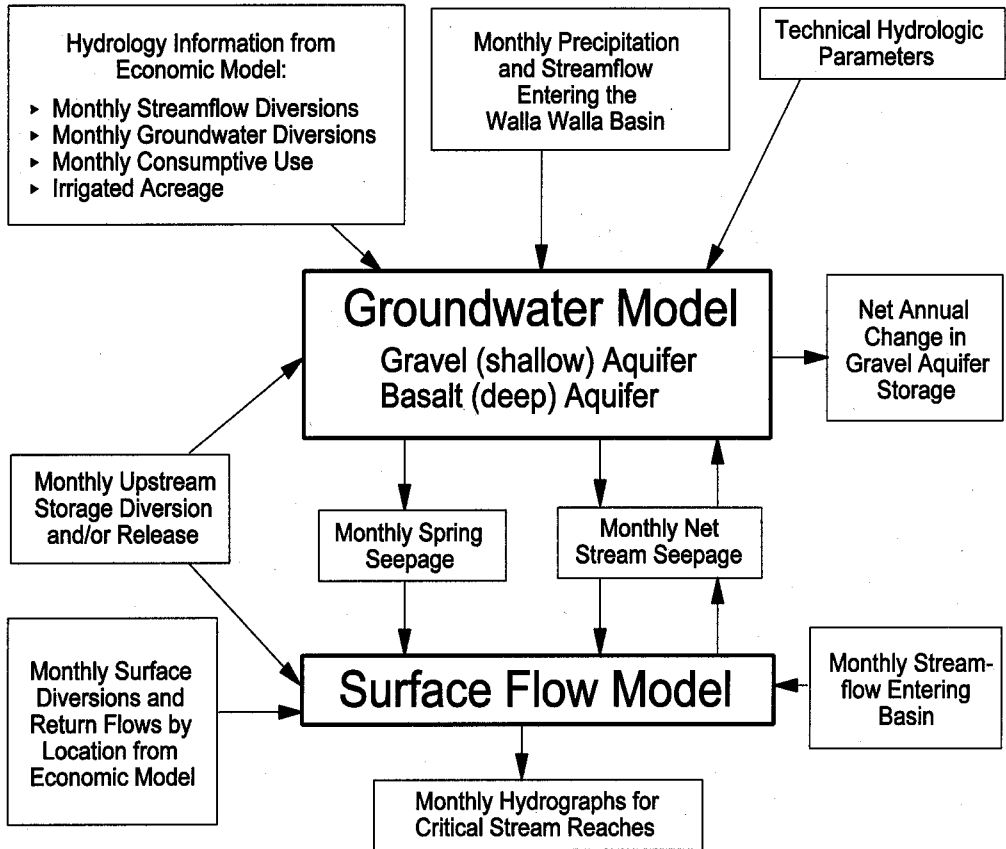 Hydrology Information from
Economic Model:
▸ Monthly Streamflow Diversions
▸ Monthly Groundwater Diversions
▸ Monthly Consumptive Use
▸ Irrigated Acreage
Monthly Precipitation
and Streamflow
Entering the
Walla Walla Basin
Technical Hydrologic
Parameters
Groundwater Model
Gravel (shallow) Aquifer
Basalt (deep) Aquifer
Net Annual
Change in
Gravel Aquifer
Storage
Monthly Upstream
Storage Diversion
and/or Release
Monthly Spring
Seepage
Monthly Net
Stream Seepage
Monthly Surface
Diversions and
Return Flows by
Location from
Economic Model
Surface Flow Model
Monthly Stream-
flow Entering
Basin
Monthly Hydrographs for
Critical Stream Reaches